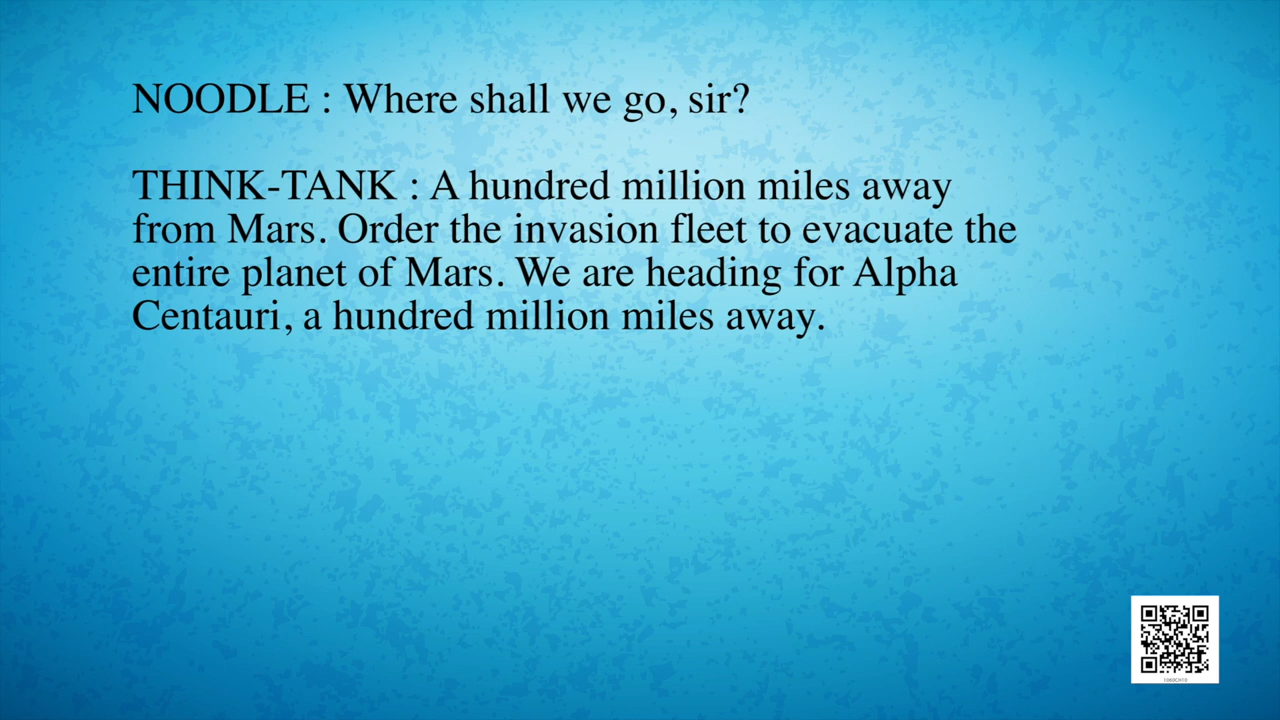 NOODLE : Where shall we go, sir?
THINK-TANK : A hundred million miles away
from Mars. Order the invasion fleet to evacuate the
entire planet of Mars. We are heading for Alpha
Centauri, a hundred million miles away.